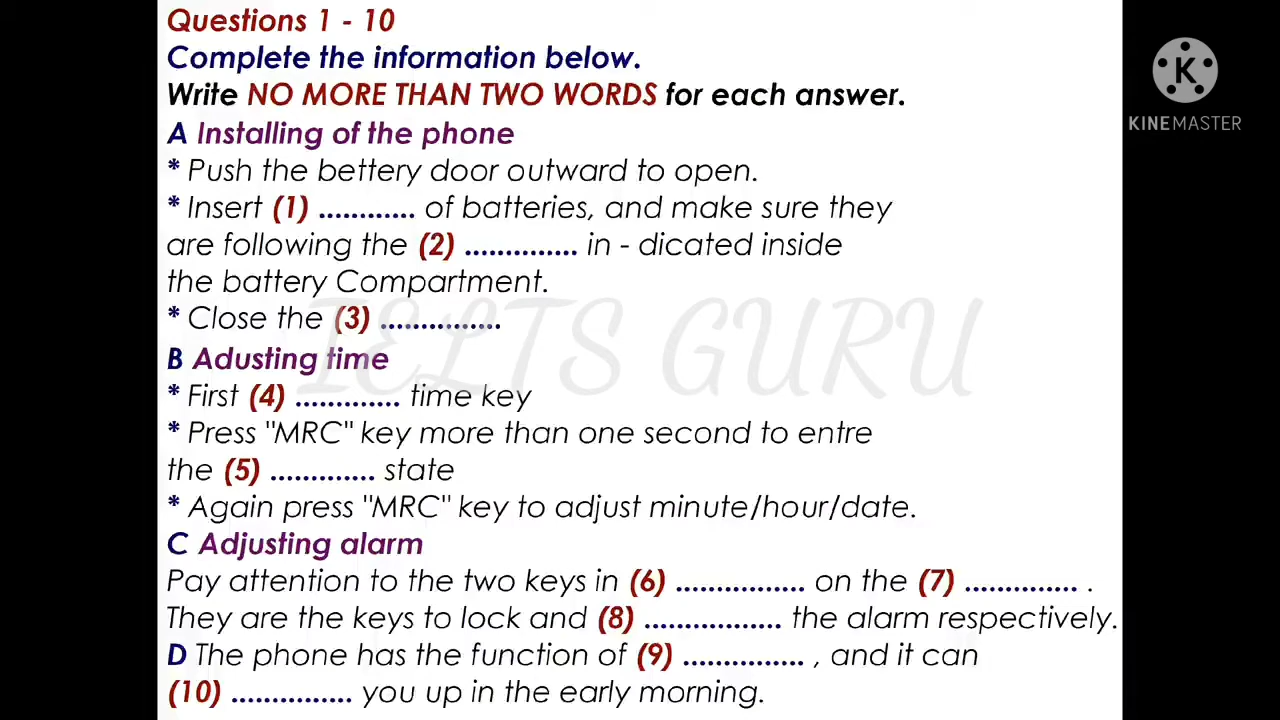 Questions 1 - 10
Complete the information below.
Write NO MORE THAN TWO WORDS for each answer.
A Installing of the phone
* Push the bettery door outward to open.
* Insert (1) ............ of batteries, and make sure they
are following the (2) .............. in - dicated inside
the battery Compartment.
* Close the (3) ...............
B Adusting time
* First (4) ............. time key
* Press "MRC" key more than one second to entre
the (5) ............. state
* Again press "MRC" key to adjust minute/hour/date.
C Adjusting alarm
Pay attention to the two keys in (6) ................ on the (7) .............. .
They are the keys to lock and (8) ................. the alarm respectively.
D The phone has the function of (9) ............... , and it can
(10) ............... you up in the early morning.
IELTS GURU
K
KINEMASTER